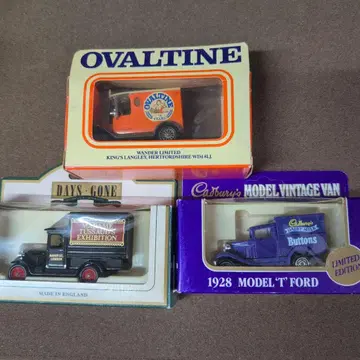 OVALTINE
OVALTINE
WANDER LIMITED
KING'S LANGLEY, HERTFORDSHIRE WD4 8LJ
DAYS GONE
TUSSAUD'S
EXHIBITION
MADE IN ENGLAND
Cadbury's MODEL VINTAGE VAN
Cadbury's
Buttons
LIMITED
EDITION
1928 MODEL 'T' FORD